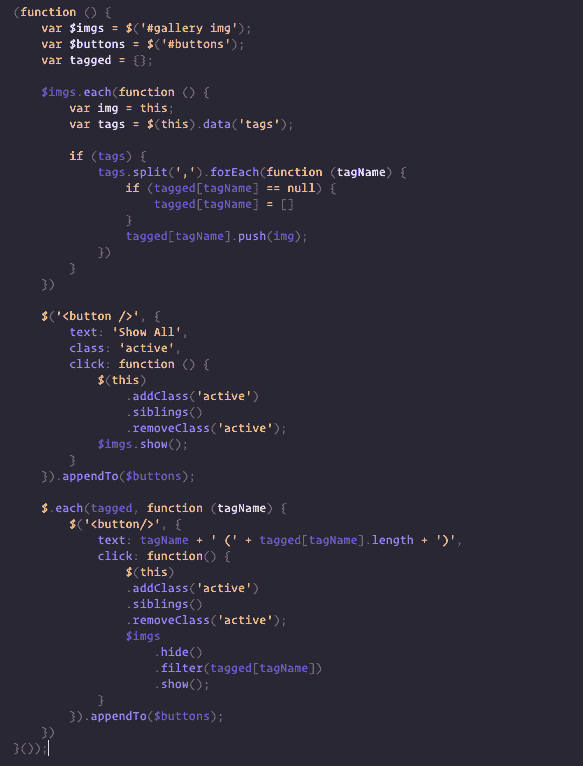 (function () {
    var $imgs = $('#gallery img');
    var $buttons = $('#buttons');
    var tagged = {};

    $imgs.each(function () {
        var img = this;
        var tags = $(this).data('tags');

        if (tags) {
            tags.split(',').forEach(function (tagName) {
                if (tagged[tagName] == null) {
                    tagged[tagName] = []
                }
                tagged[tagName].push(img);
            })
        }
    })

    $('<button />', {
        text: 'Show All',
        class: 'active',
        click: function () {
            $(this)
                .addClass('active')
                .siblings()
                .removeClass('active');
            $imgs.show();
        }
    }).appendTo($buttons);

    $.each(tagged, function (tagName) {
        $('<button/>', {
            text: tagName + ' (' + tagged[tagName].length + ')',
            click: function() {
                $(this)
                .addClass('active')
                .siblings()
                .removeClass('active');
                $imgs
                    .hide()
                    .filter(tagged[tagName])
                    .show();
            }
        }).appendTo($buttons);
    })
}());